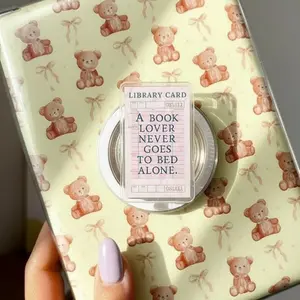 LIBRARY CARD
A BOOK
LOVER
NEVER
GOES
TO BED
ALONE.